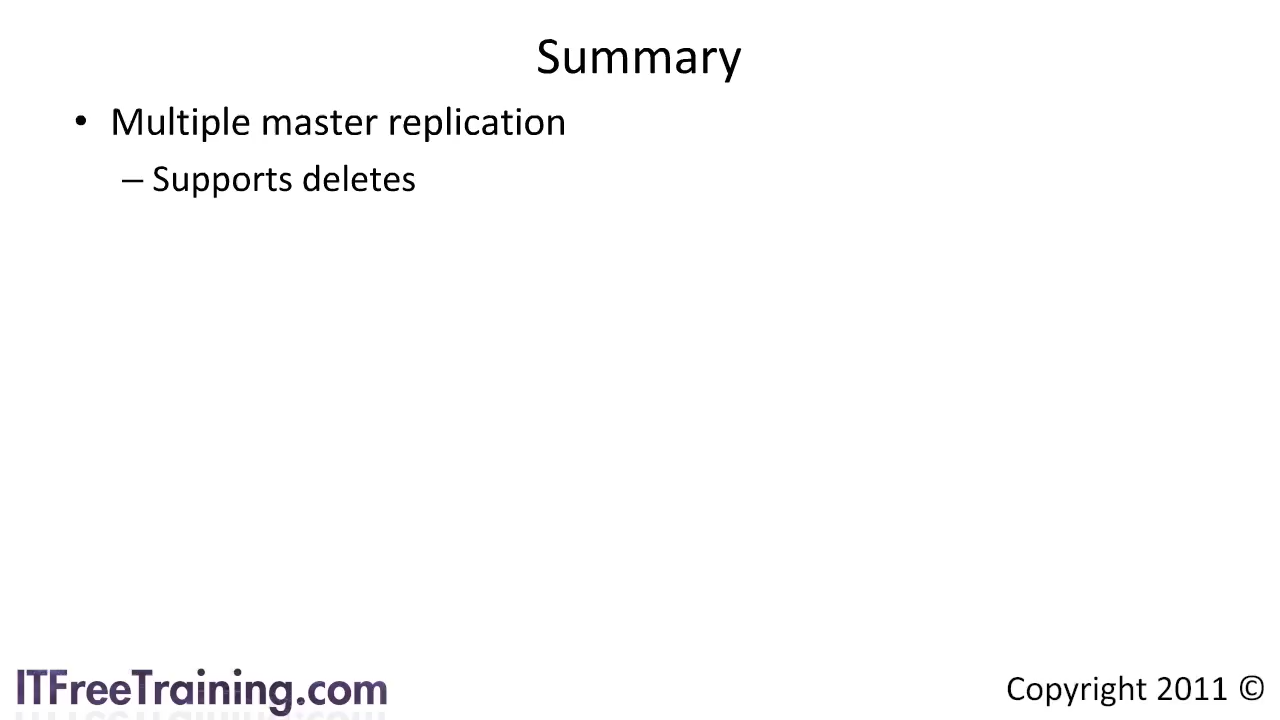 Summary
• Multiple master replication
– Supports deletes
ITFreeTraining.com
Copyright 2011 ©